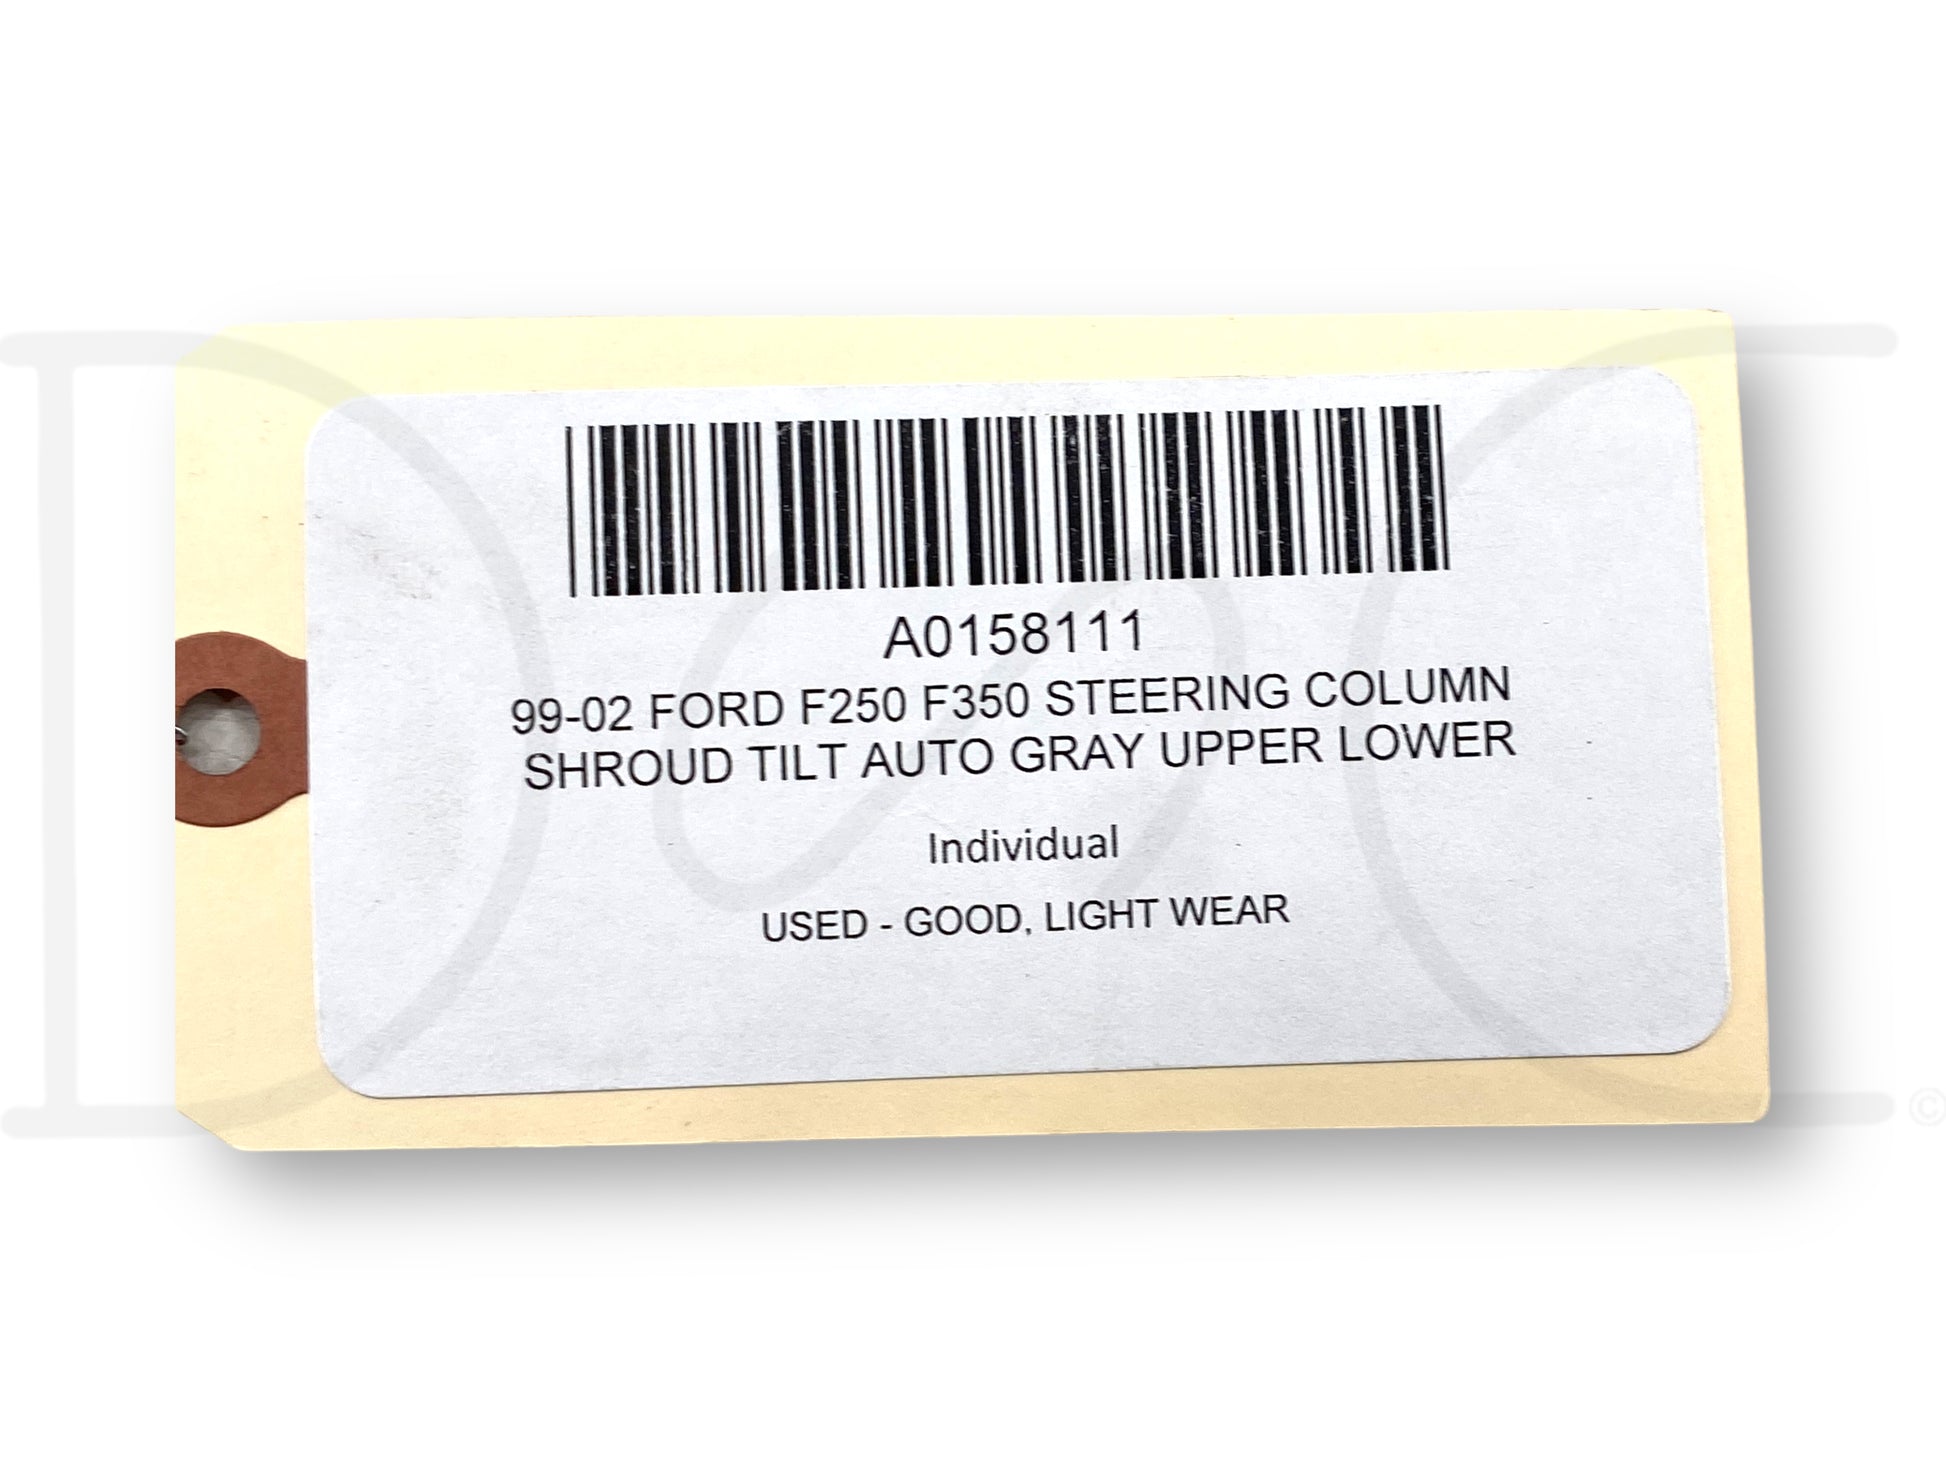 A0158111
99-02 FORD F250 F350 STEERING COLUMN
SHROUD TILT AUTO GRAY UPPER LOWER
Individual
USED - GOOD, LIGHT WEAR
©